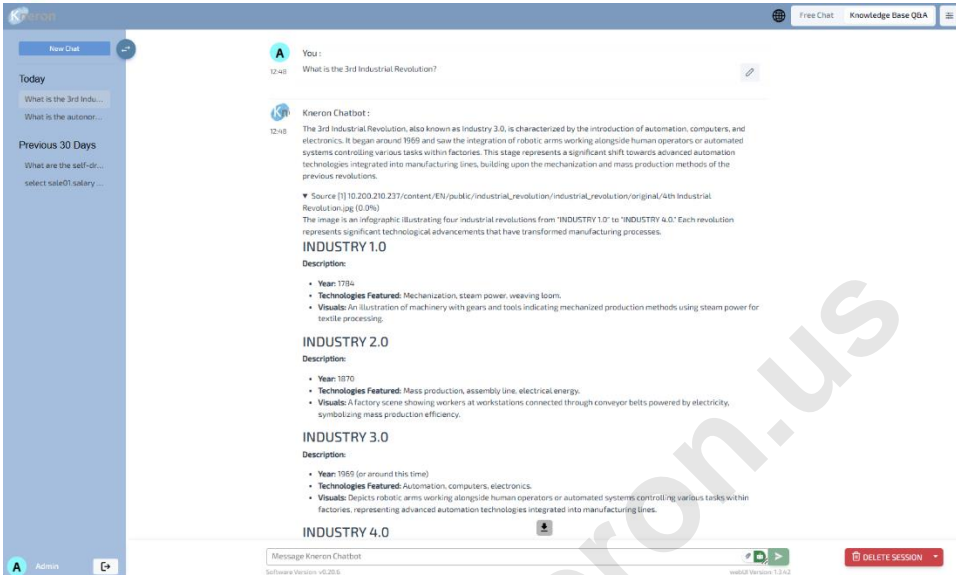 Kneron
Free Chat
Knowledge Base Q&A
New Chat
Today
What is the 3rd Indu...
What is the autonor...
Previous 30 Days
What are the self-dr...
select sale01.salary ...
A
Admin
A
You :
12:48
What is the 3rd Industrial Revolution?
Kn
Kneron Chatbot :
12:48
The 3rd Industrial Revolution, also known as Industry 3.0, is characterized by the introduction of automation, computers, and
electronics. It began around 1969 and saw the integration of robotic arms working alongside human operators or automated
systems controlling various tasks within factories. This stage represents a significant shift towards advanced automation
technologies integrated into manufacturing lines, building upon the mechanization and mass production methods of the
previous revolutions.
▼ Source [1] 10.200.210.237/content/EN/public/industrial_revolution/industrial_revolution/original/4th Industrial
Revolution.jpg (0.0%)
The image is an infographic illustrating four industrial revolutions from "INDUSTRY 1.0" to "INDUSTRY 4.0." Each revolution
represents significant technological advancements that have transformed manufacturing processes.
INDUSTRY 1.0
Description:
• Year: 1784
• Technologies Featured: Mechanization, steam power, weaving loom.
• Visuals: An illustration of machinery with gears and tools indicating mechanized production methods using steam power for
textile processing.
INDUSTRY 2.0
Description:
• Year: 1870
• Technologies Featured: Mass production, assembly line, electrical energy.
• Visuals: A factory scene showing workers at workstations connected through conveyor belts powered by electricity,
symbolizing mass production efficiency.
INDUSTRY 3.0
Description:
• Year: 1969 (or around this time)
• Technologies Featured: Automation, computers, electronics.
• Visuals: Depicts robotic arms working alongside human operators or automated systems controlling various tasks within
factories, representing advanced automation technologies integrated into manufacturing lines.
INDUSTRY 4.0
Message Kneron Chatbot
DELETE SESSION
Software Version: v0.20.6
webUI Version: 1.3.42
eron.us